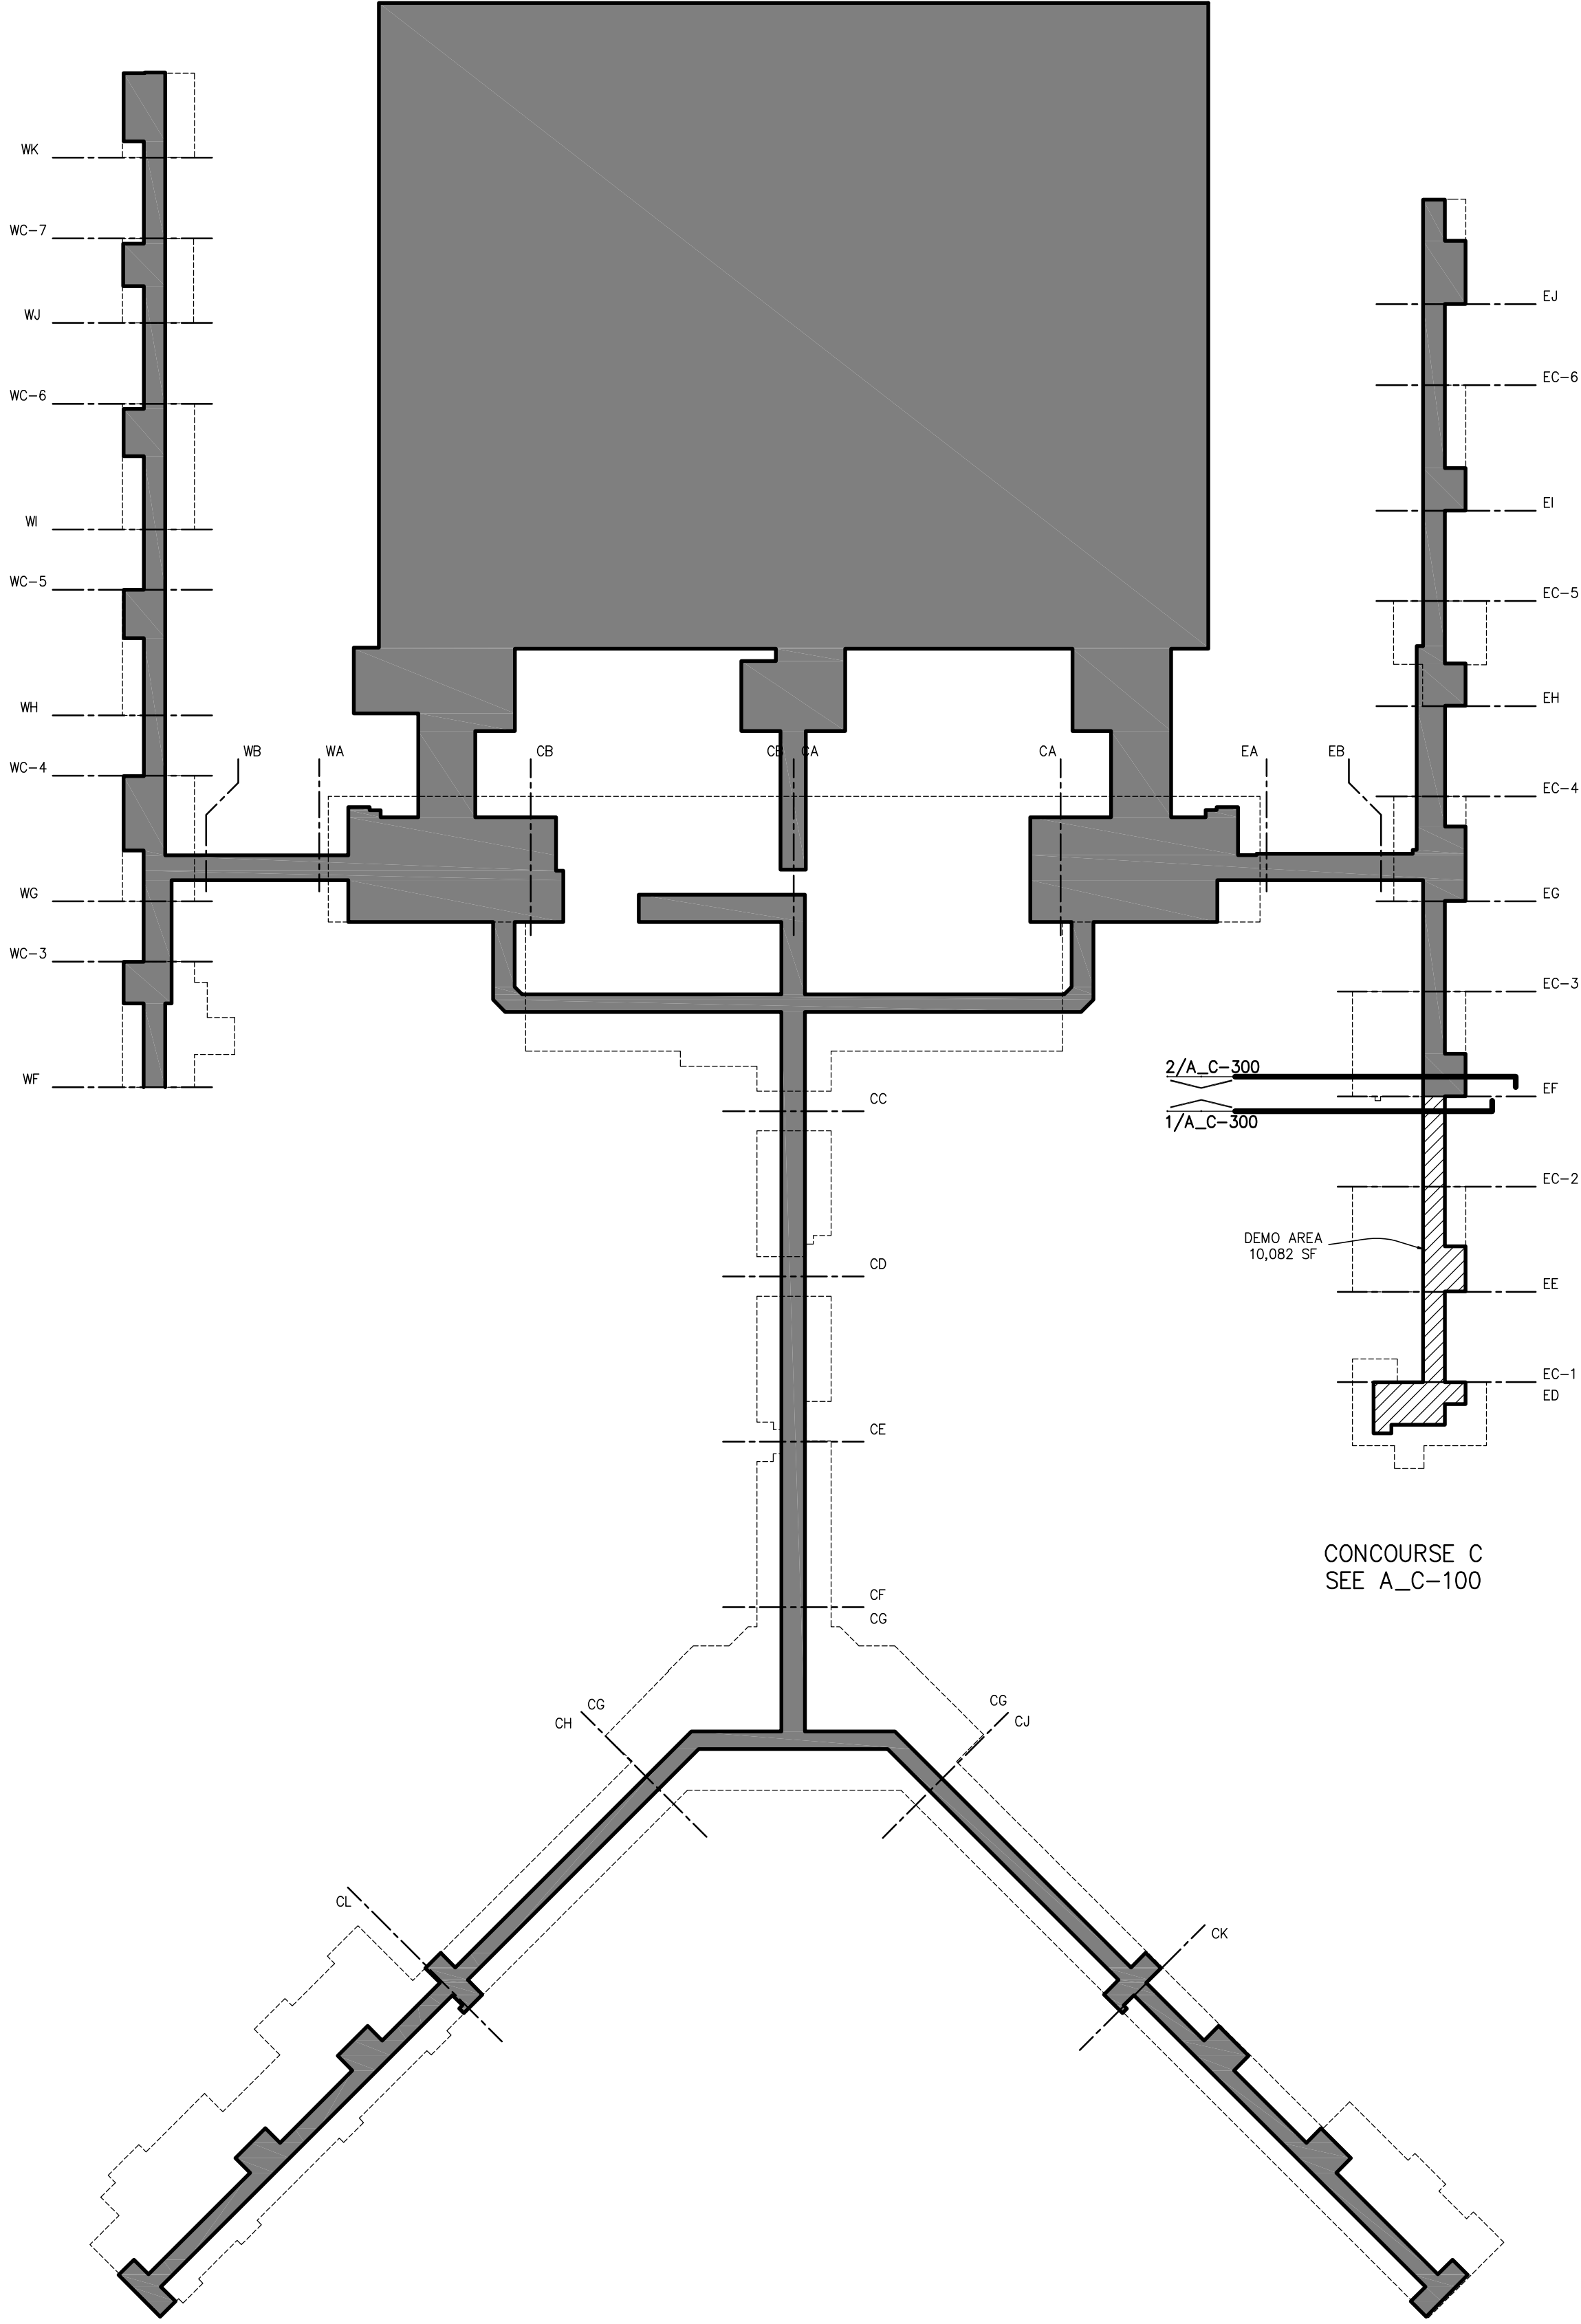 WK
WC-7
WJ
WC-6
WI
WC-5
WH
WC-4
WG
WC-3
WF
WB
WA
CB
CB
CA
CA
EA
EB
EJ
EC-6
EI
EC-5
EH
EC-4
EG
EC-3
2/A_C-300
EF
1/A_C-300
EC-2
DEMO AREA
10,082 SF
EE
EC-1
ED
CC
CD
CE
CF
CG
CONCOURSE C
SEE A_C-100
CG
CH
CG
CJ
CL
CK